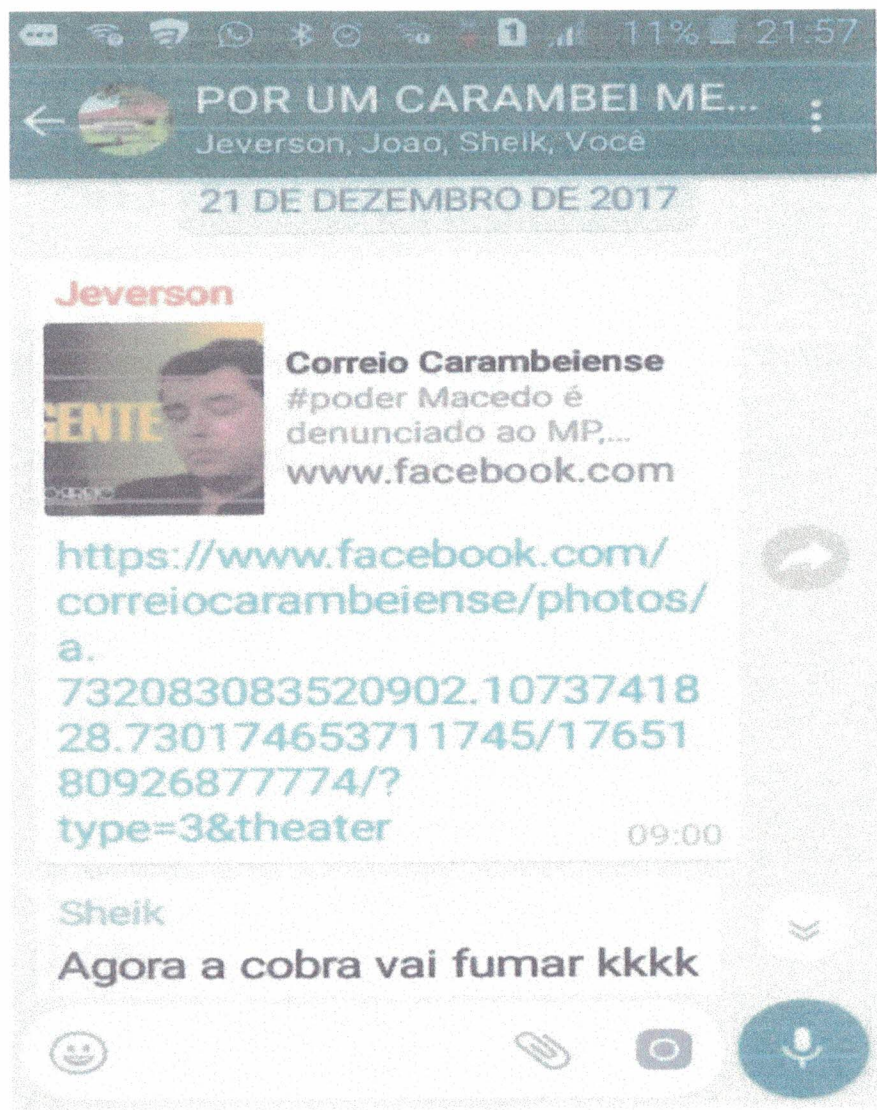 11% 21:57
POR UM CARAMBEI ME...
Jeverson, Joao, Sheik, Você
21 DE DEZEMBRO DE 2017
Jeverson
GENTE
Correio Carambeiense
#poder Macedo é
denunciado ao MP,...
www.facebook.com
https://www.facebook.com/
correiocarambeiense/photos/
a.
732083083520902.10737418
28.730174653711745/17651
80926877774/?
type=3&theater
09:00
Sheik
Agora a cobra vai fumar kkkk